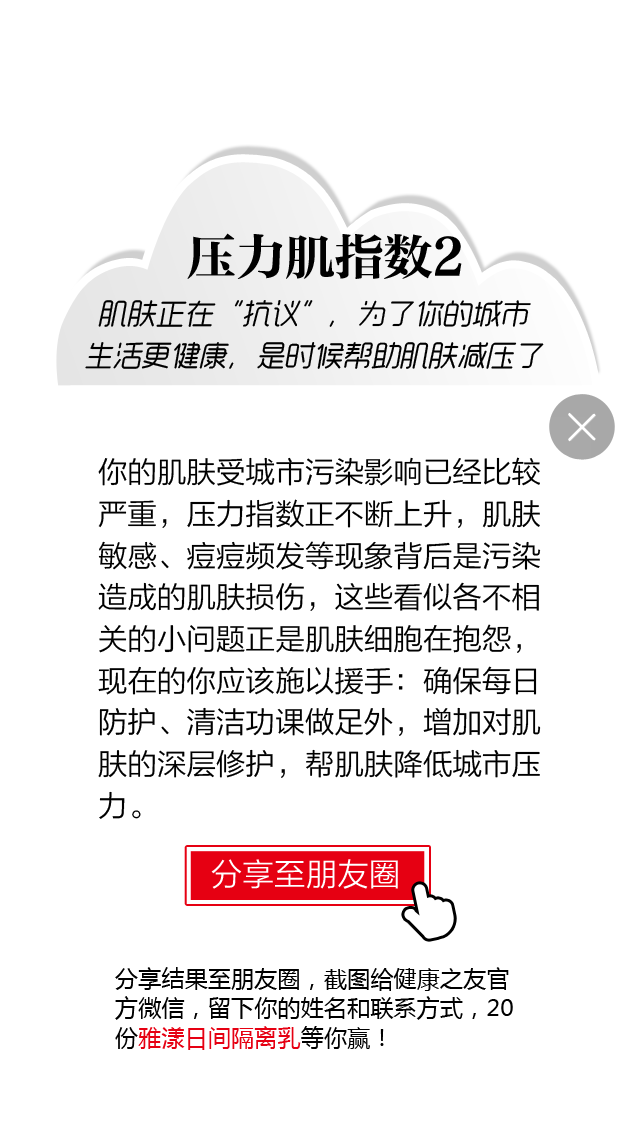 压力肌指数2
肌肤正在“抗议”，为了你的城市
生活更健康，是时候帮助肌肤减压了
你的肌肤受城市污染影响已经比较
严重，压力指数正不断上升，肌肤
敏感、痘痘频发等现象背后是污染
造成的肌肤损伤，这些看似各不相
关的小问题正是肌肤细胞在抱怨，
现在的你应该施以援手：确保每日
防护、清洁功课做足外，增加对肌
肤的深层修护，帮肌肤降低城市压
力。
分享至朋友圈
分享结果至朋友圈，截图给健康之友官
方微信，留下你的姓名和联系方式，20
份雅漾日间隔离乳等你赢！